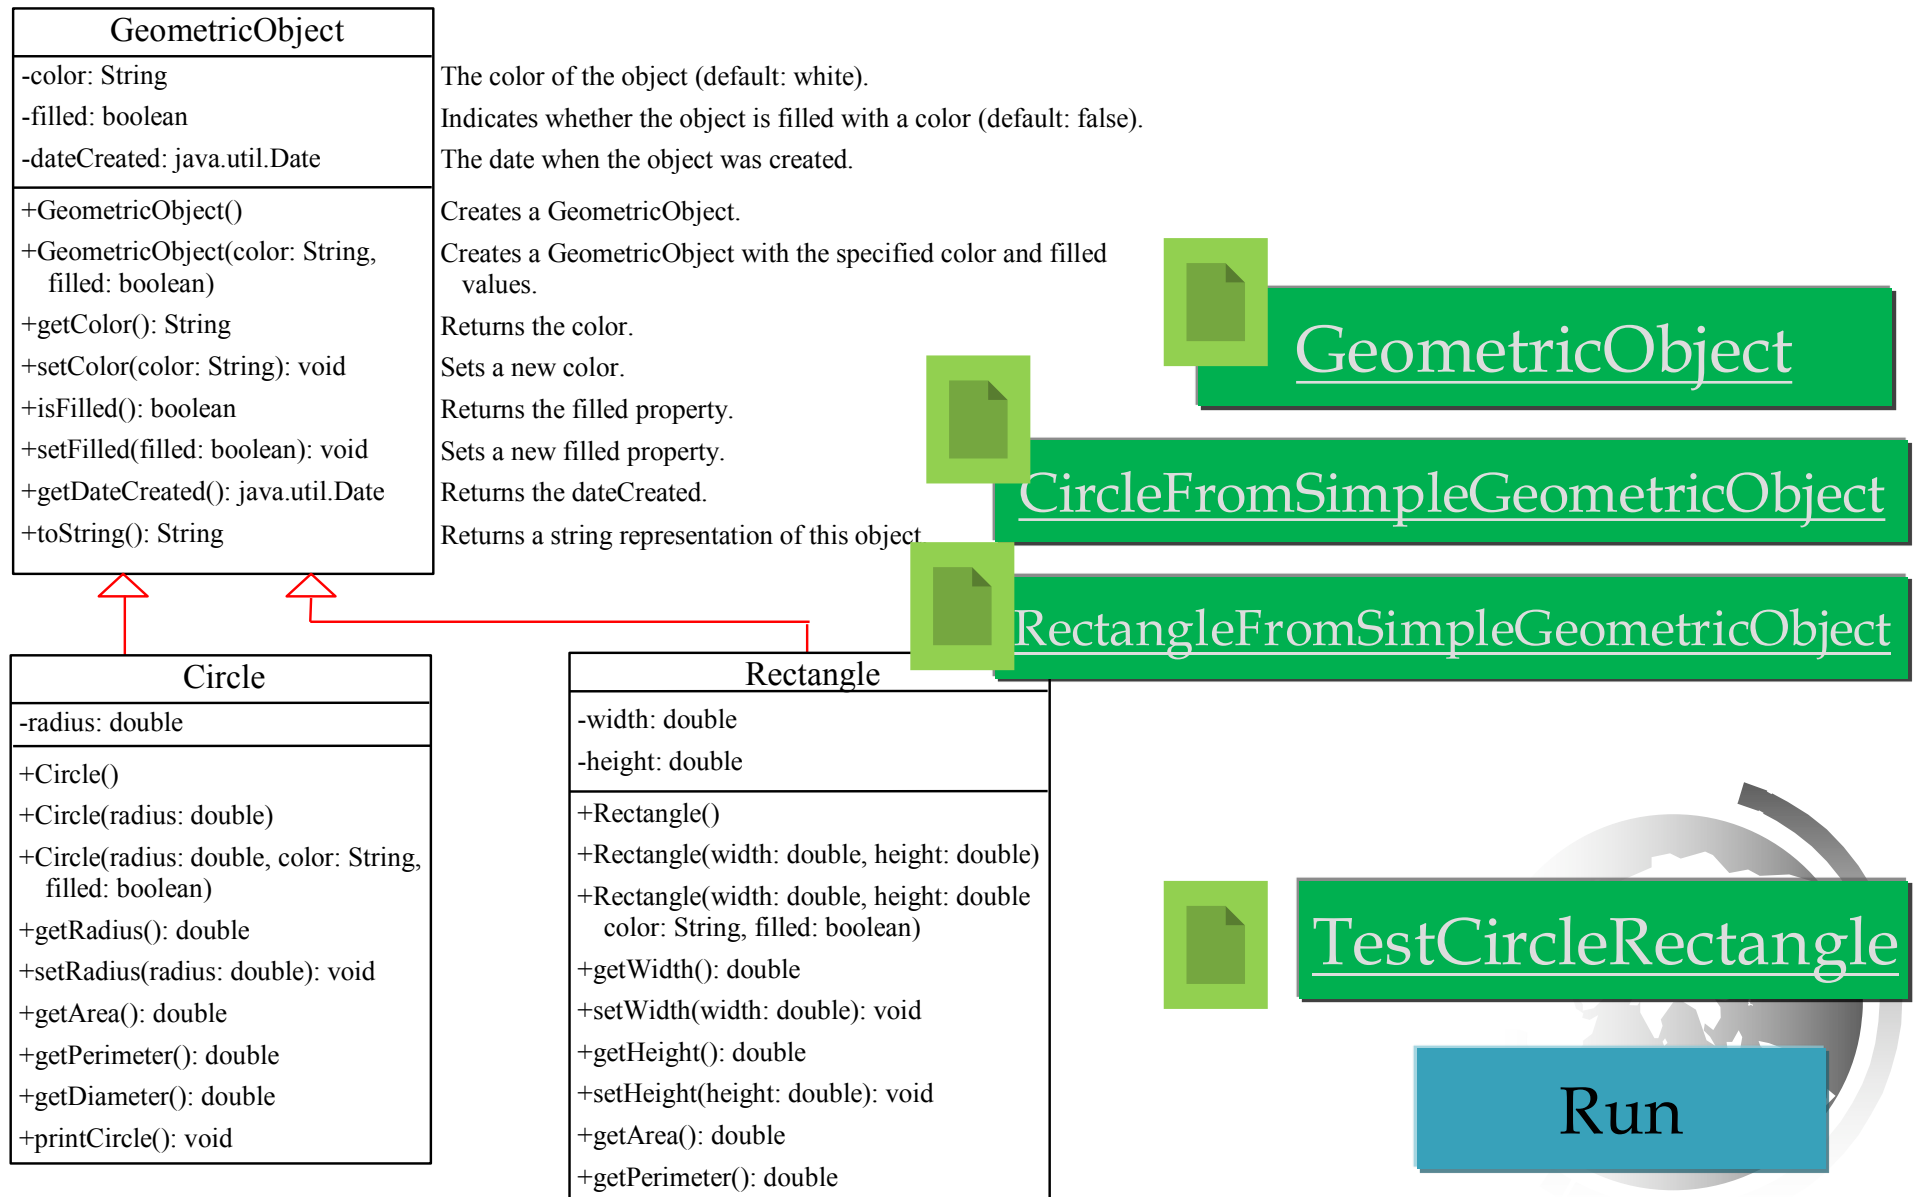 GeometricObject
-color: String
The color of the object (default: white).
-filled: boolean
Indicates whether the object is filled with a color (default: false).
-dateCreated: java.util.Date
The date when the object was created.
+GeometricObject()
Creates a GeometricObject.
+GeometricObject(color: String,
filled: boolean)
Creates a GeometricObject with the specified color and filled
values.
+getColor(): String
Returns the color.
+setColor(color: String): void
Sets a new color.
+isFilled(): boolean
Returns the filled property.
+setFilled(filled: boolean): void
Sets a new filled property.
+getDateCreated(): java.util.Date
Returns the dateCreated.
+toString(): String
Returns a string representation of this object
GeometricObject
CircleFromSimpleGeometricObject
RectangleFromSimpleGeometricObject
Circle
-radius: double
+Circle()
+Circle(radius: double)
+Circle(radius: double, color: String,
filled: boolean)
+getRadius(): double
+setRadius(radius: double): void
+getArea(): double
+getPerimeter(): double
+getDiameter(): double
+printCircle(): void
Rectangle
-width: double
-height: double
+Rectangle()
+Rectangle(width: double, height: double)
+Rectangle(width: double, height: double
color: String, filled: boolean)
+getWidth(): double
+setWidth(width: double): void
+getHeight(): double
+setHeight(height: double): void
+getArea(): double
+getPerimeter(): double
TestCircleRectangle
Run